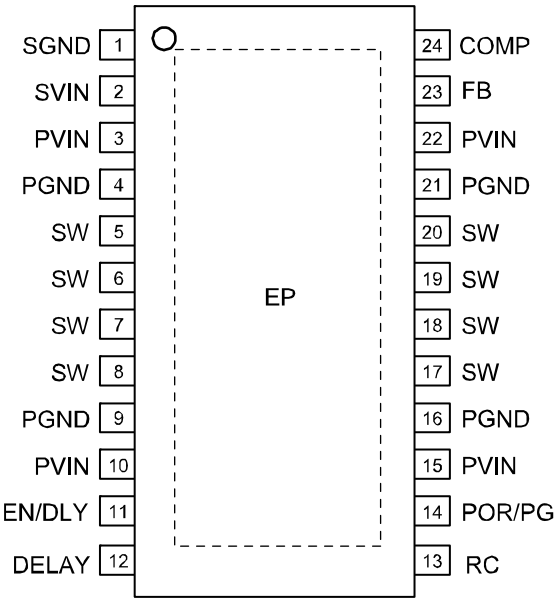 SGND 1 24 COMP
SVIN 2 23 FB
PVIN 3 22 PVIN
PGND 4 21 PGND
SW 5 20 SW
SW 6 19 SW
EP
SW 7 18 SW
SW 8 17 SW
PGND 9 16 PGND
PVIN 10 15 PVIN
EN/DLY 11 14 POR/PG
DELAY 12 13 RC